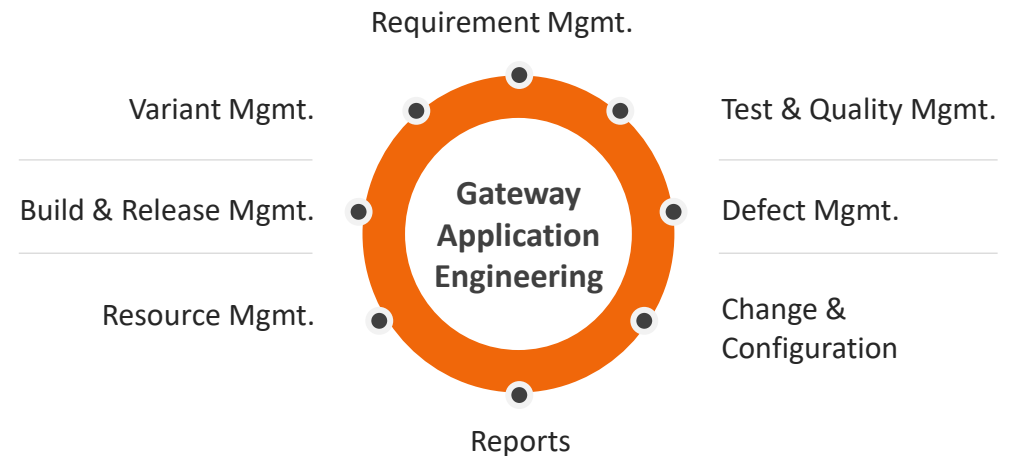 Requirement Mgmt.
Variant Mgmt.
Test & Quality Mgmt.
Build & Release Mgmt.
Gateway
Application
Engineering
Defect Mgmt.
Resource Mgmt.
Change &
Configuration
Reports